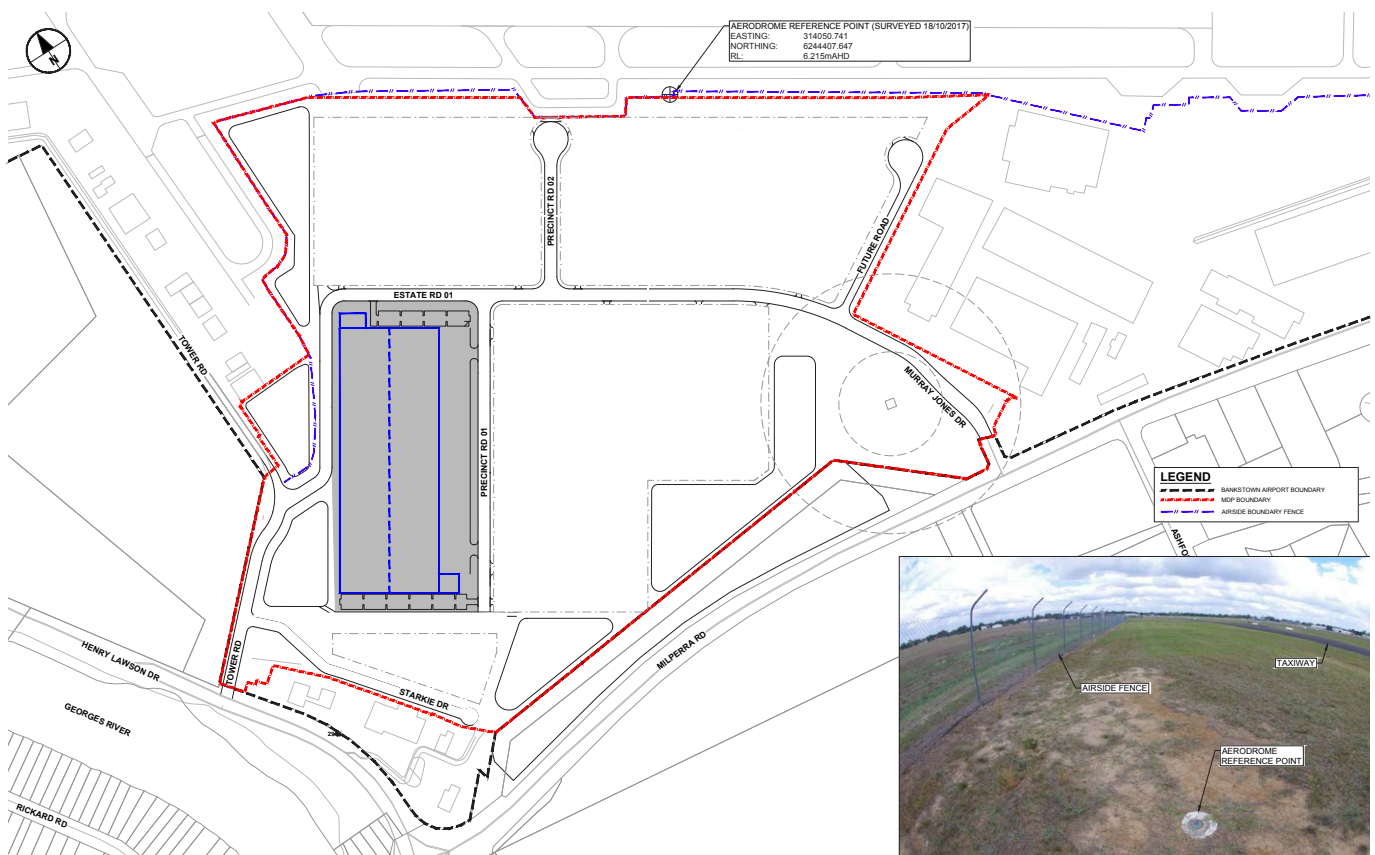 AERODROME REFERENCE POINT (SURVEYED 18/10/2017)
EASTING: 314050.741
NORTHING: 6244407.647
RL: 6.215mAHD
N
PRECINCT RD 02
FUTURE ROAD
ESTATE RD 01
TOWER RD
MURRAY JONES DR
PRECINCT RD 01
LEGEND
BANKSTOWN AIRPORT BOUNDARY
MDP BOUNDARY
AIRSIDE BOUNDARY FENCE
MILPERRA RD
HENRY LAWSON DR
TOWER RD
STARKIE DR
GEORGES RIVER
RICKARD RD
TAXIWAY
AIRSIDE FENCE
AERODROME
REFERENCE POINT